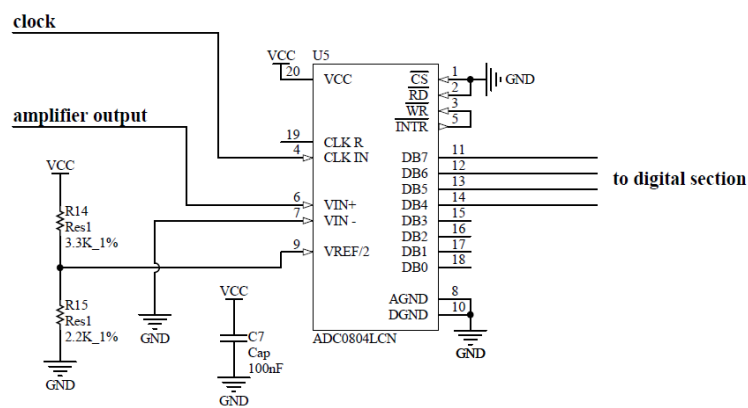 clock
U5
VCC
20
VCC
CS
1
GND
RD
2
WR
3
INTR
5
amplifier output
19
CLK R
4
CLK IN
DB7
11
DB6
12
to digital section
DB5
13
DB4
14
DB3
15
DB2
16
DB1
17
DB0
18
VCC
6
VIN+
7
VIN -
R14
Res1
3.3K_1%
9
VREF/2
VCC
AGND
8
DGND
10
R15
Res1
2.2K_1%
GND
C7
Cap
100nF
ADC0804LCN
GND
GND
GND